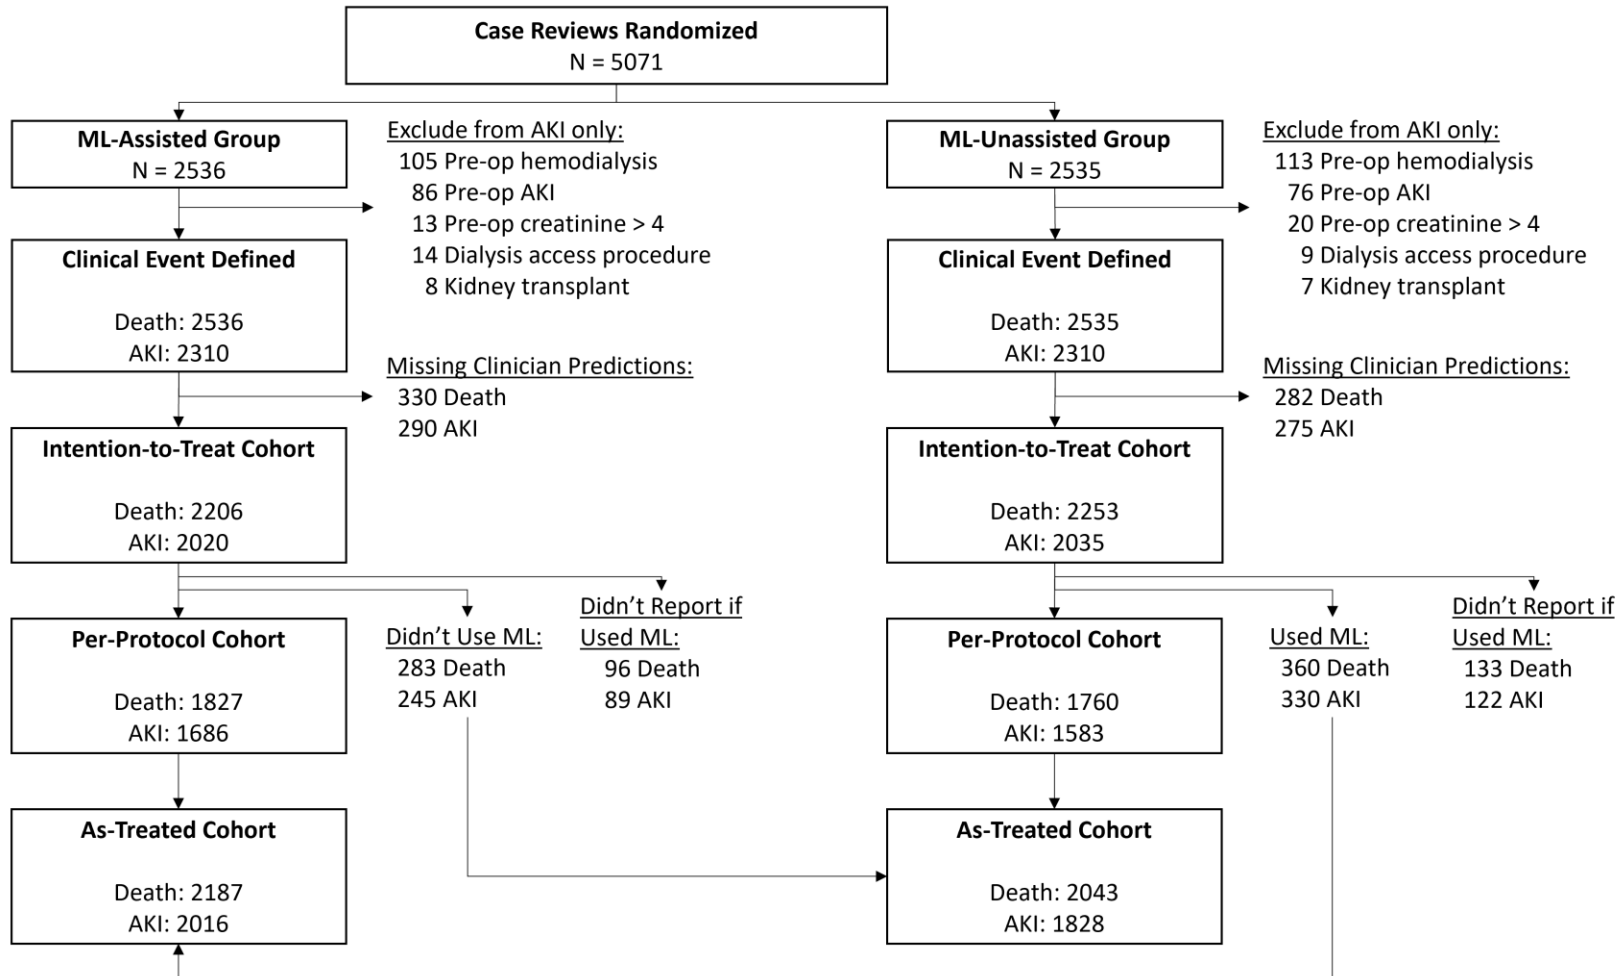 Case Reviews Randomized
N = 5071
ML-Assisted Group
N = 2536
Exclude from AKI only:
105 Pre-op hemodialysis
86 Pre-op AKI
13 Pre-op creatinine > 4
14 Dialysis access procedure
8 Kidney transplant
Clinical Event Defined
Death: 2536
AKI: 2310
Missing Clinician Predictions:
330 Death
290 AKI
Intention-to-Treat Cohort
Death: 2206
AKI: 2020
Didn’t Use ML:
283 Death
245 AKI
Didn’t Report if
Used ML:
96 Death
89 AKI
Per-Protocol Cohort
Death: 1827
AKI: 1686
As-Treated Cohort
Death: 2187
AKI: 2016
ML-Unassisted Group
N = 2535
Exclude from AKI only:
113 Pre-op hemodialysis
76 Pre-op AKI
20 Pre-op creatinine > 4
9 Dialysis access procedure
7 Kidney transplant
Clinical Event Defined
Death: 2535
AKI: 2310
Missing Clinician Predictions:
282 Death
275 AKI
Intention-to-Treat Cohort
Death: 2253
AKI: 2035
Used ML:
360 Death
330 AKI
Didn’t Report if
Used ML:
133 Death
122 AKI
Per-Protocol Cohort
Death: 1760
AKI: 1583
As-Treated Cohort
Death: 2043
AKI: 1828